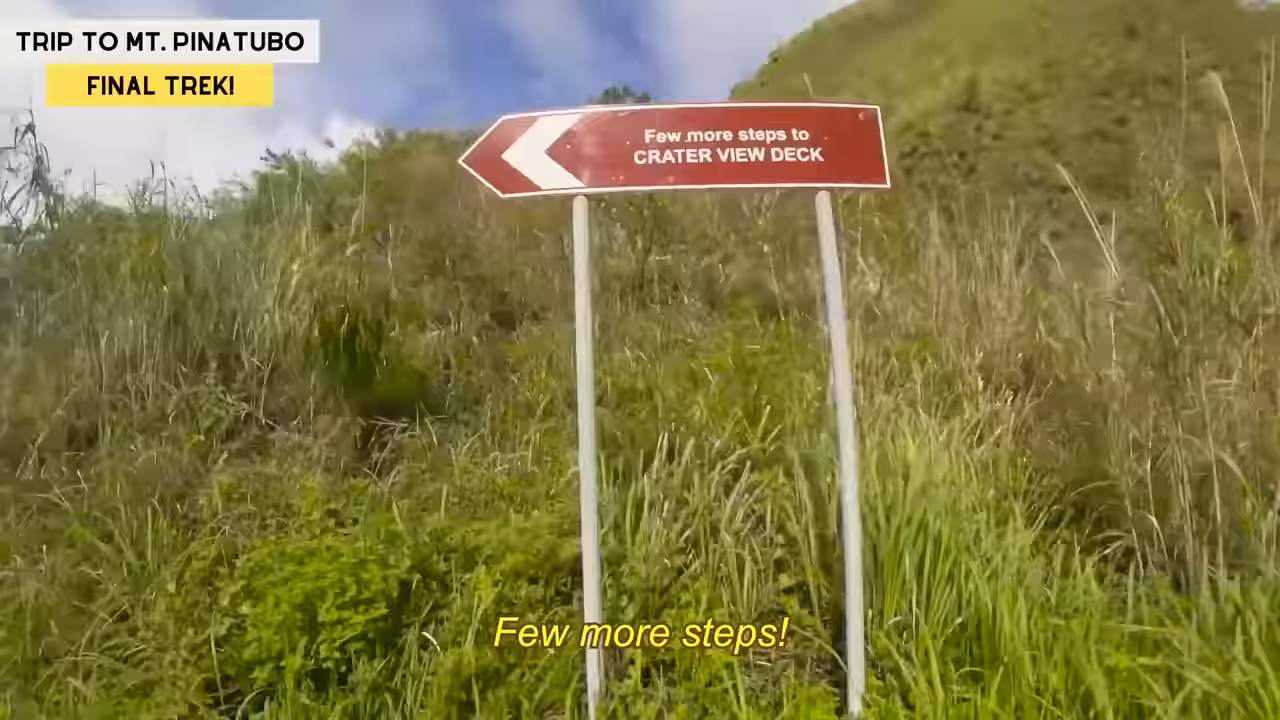 TRIP TO MT. PINATUBO
FINAL TREK!
Few more steps to
CRATER VIEW DECK
Few more steps!